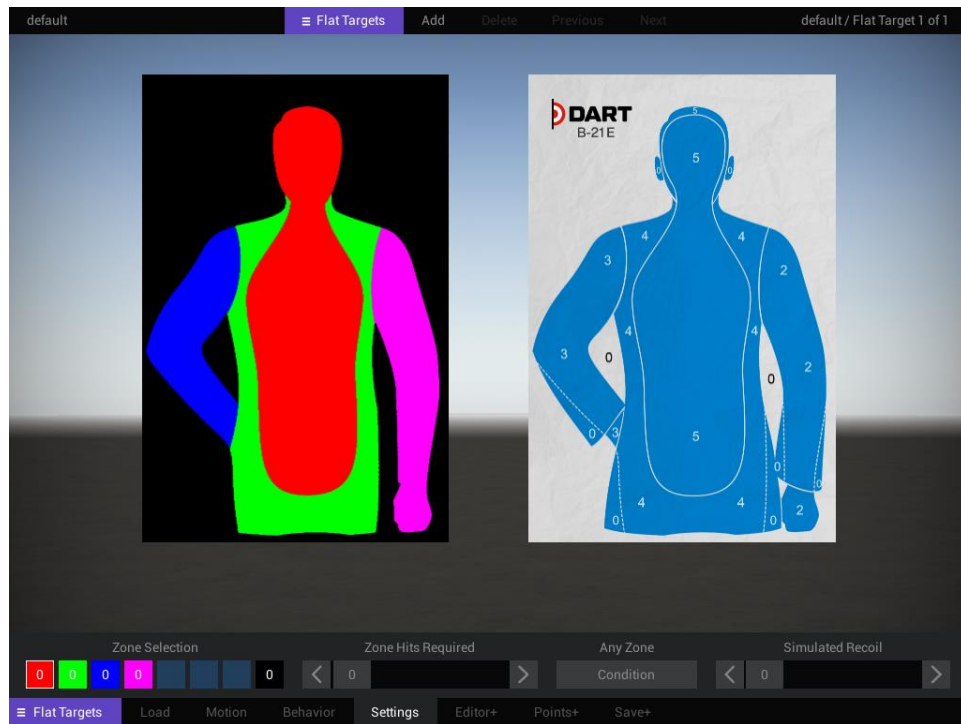 default
≡ Flat Targets Add Delete Previous Next
default / Flat Target 1 of 1
DART
B-21E
5
5
0 0
4 4
3 2
4 4
3 0 2
0
0 3 5
0 0
4 4 2
0 0
Zone Selection Zone Hits Required Any Zone Simulated Recoil
0 0 0 0 0 < 0 > Condition < 0 >
≡ Flat Targets Load Motion Behavior Settings Editor+ Points+ Save+